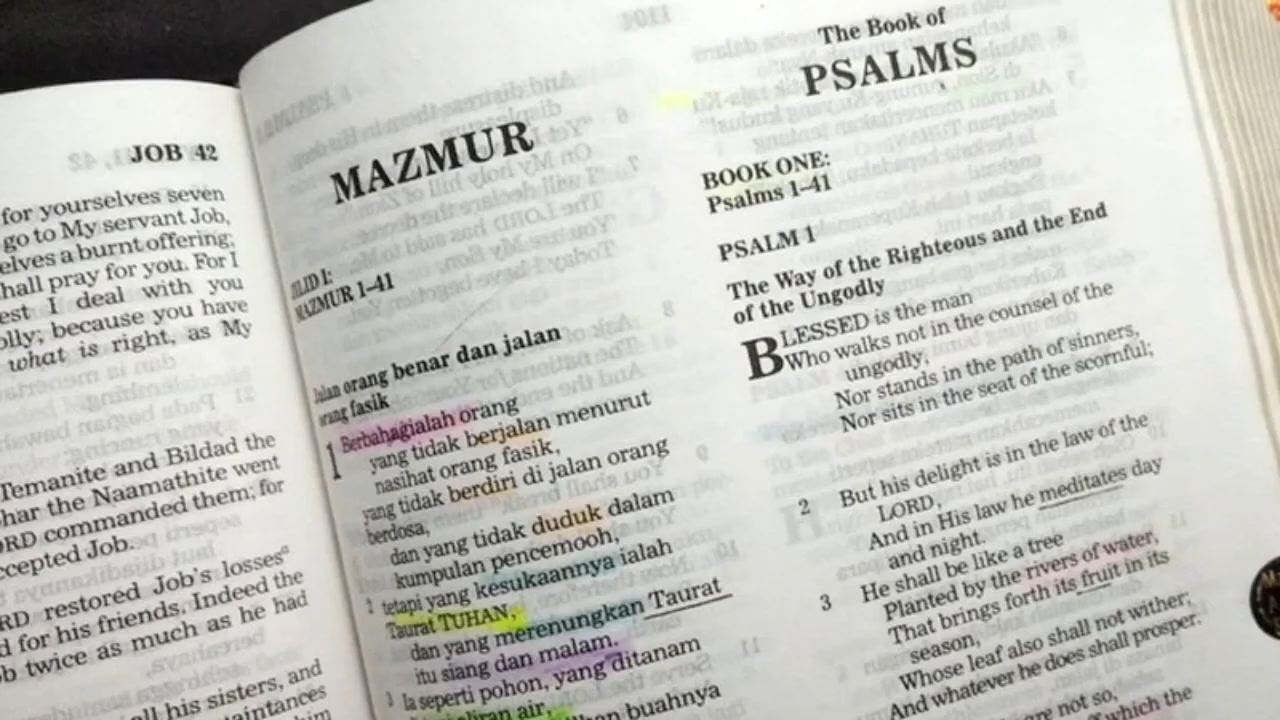 JOB 42
for yourselves seven
go to My servant Job,
a burnt offering;
shall pray for you. For I
I deal with you
because you have
what is right, as My
Temanite and Bildad the
the Naamathite went
commanded them; for
accepted Job.
restored Job's losses
for his friends. Indeed the
twice as much as he had
all his sisters, and
MAZMUR
MAZMUR 1–41
Jalan orang benar dan jalan
orang fasik
1 Berbahagialah orang
yang tidak berjalan menurut
nasihat orang fasik,
yang tidak berdiri di jalan orang
berdosa,
dan yang tidak duduk dalam
kumpulan pencemooh,
2 tetapi yang kesukaannya ialah
Taurat TUHAN,
dan yang merenungkan Taurat
itu siang dan malam.
3 Ia seperti pohon, yang ditanam
aliran air,
buahnya
The Book of
PSALMS
BOOK ONE:
Psalms 1–41
PSALM 1
The Way of the Righteous and the End
of the Ungodly
BLESSED is the man
Who walks not in the counsel of the
ungodly,
Nor stands in the path of sinners,
Nor sits in the seat of the scornful;
2 But his delight is in the law of the
LORD,
And in His law he meditates day
and night.
3 He shall be like a tree
Planted by the rivers of water,
That brings forth its fruit in its
season,
Whose leaf also shall not wither;
And whatever he does shall prosper.
are not so,
which the